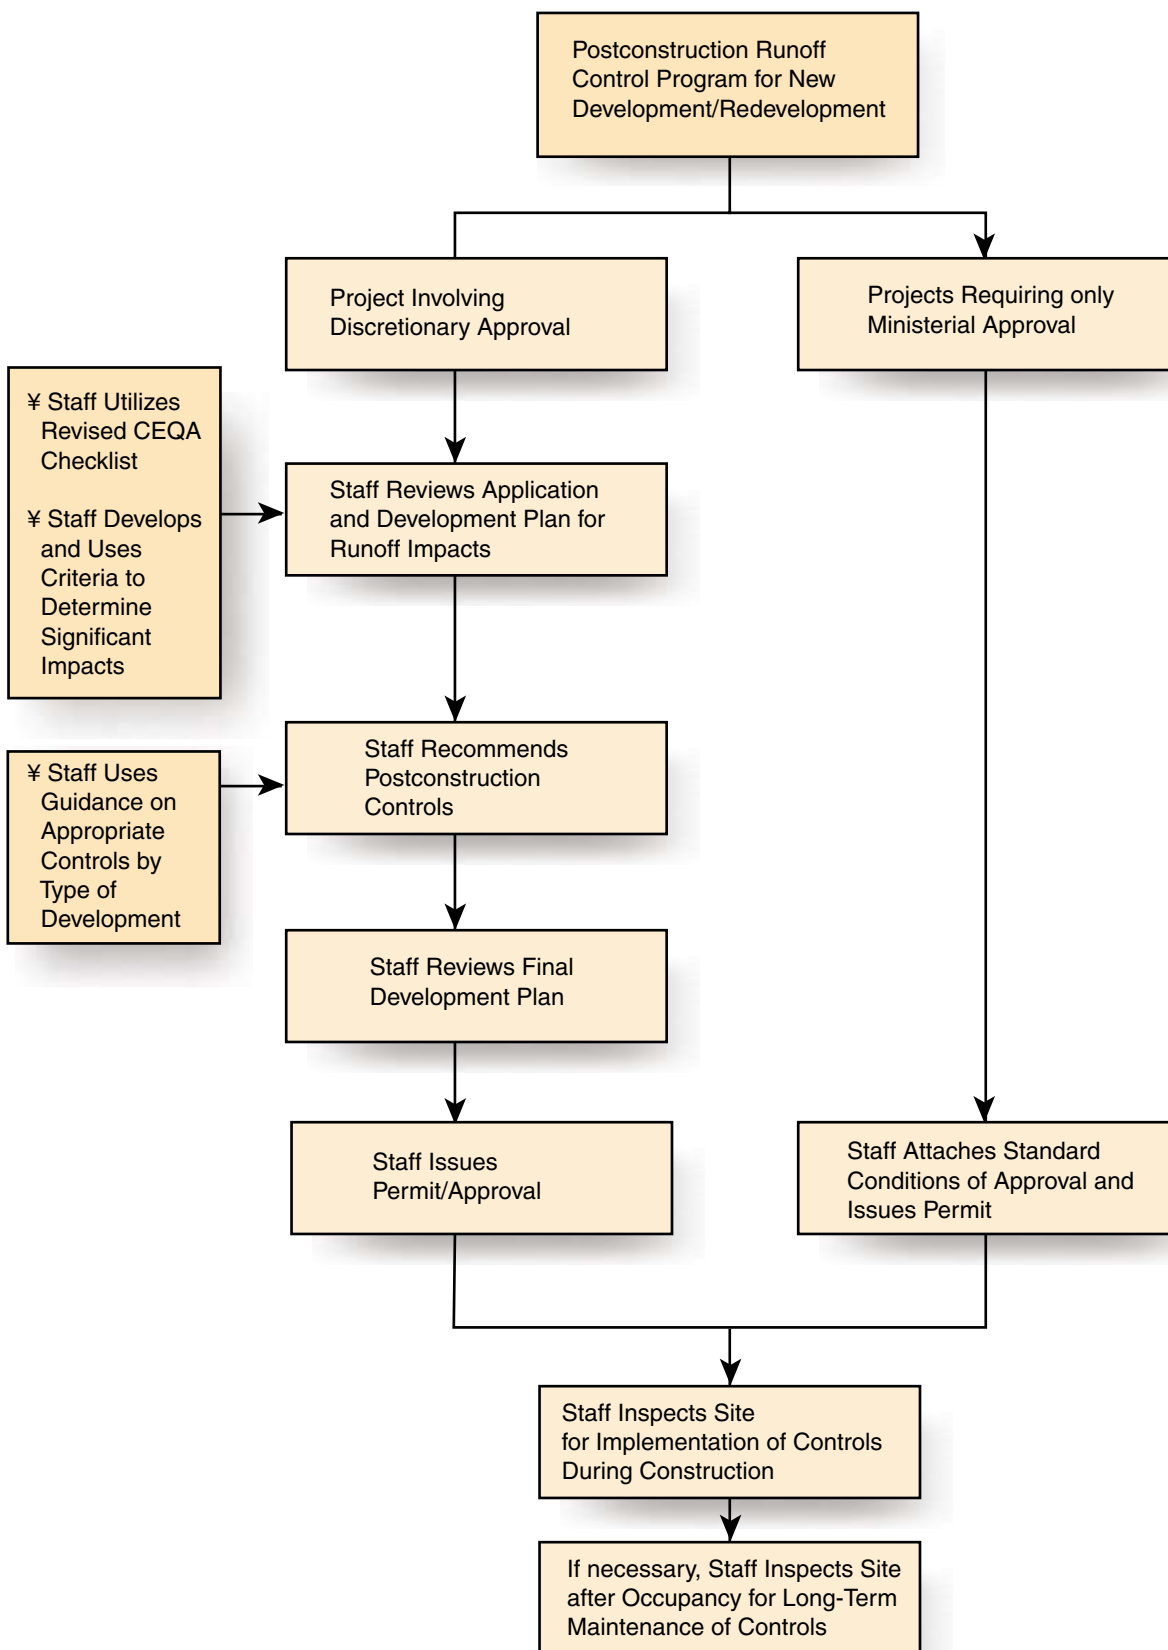 Postconstruction Runoff
Control Program for New
Development/Redevelopment
Project Involving
Discretionary Approval
Projects Requiring only
Ministerial Approval
¥ Staff Utilizes
Revised CEQA
Checklist
¥ Staff Develops
and Uses
Criteria to
Determine
Significant
Impacts
Staff Reviews Application
and Development Plan for
Runoff Impacts
¥ Staff Uses
Guidance on
Appropriate
Controls by
Type of
Development
Staff Recommends
Postconstruction
Controls
Staff Reviews Final
Development Plan
Staff Issues
Permit/Approval
Staff Attaches Standard
Conditions of Approval and
Issues Permit
Staff Inspects Site
for Implementation of Controls
During Construction
If necessary, Staff Inspects Site
after Occupancy for Long-Term
Maintenance of Controls